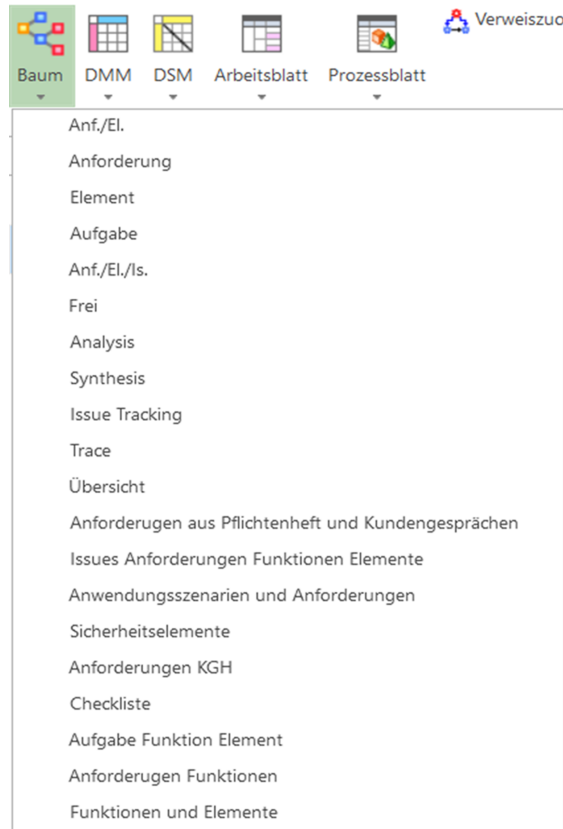 Verweiszuo
Baum DMM DSM Arbeitsblatt Prozessblatt
Anf./El.
Anforderung
Element
Aufgabe
Anf./El./Is.
Frei
Analysis
Synthesis
Issue Tracking
Trace
Übersicht
Anforderugen aus Pflichtenheft und Kundengesprächen
Issues Anforderungen Funktionen Elemente
Anwendungsszenarien und Anforderungen
Sicherheitselemente
Anforderungen KGH
Checkliste
Aufgabe Funktion Element
Anforderugen Funktionen
Funktionen und Elemente